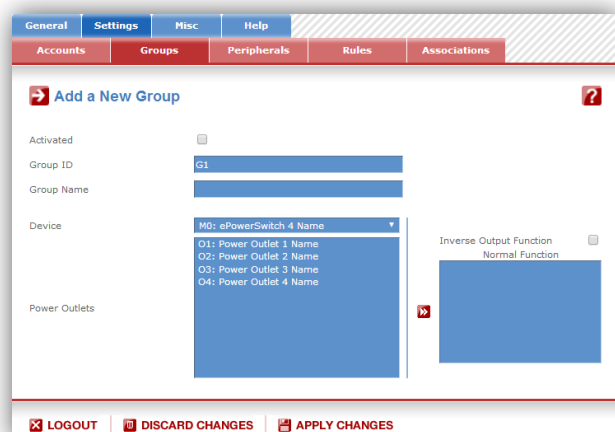 General Settings Misc Help
Accounts Groups Peripherals Rules Associations
Add a New Group
?
Activated
Group ID G1
Group Name
Device M0: ePowerSwitch 4 Name
Inverse Output Function
Normal Function
O1: Power Outlet 1 Name
O2: Power Outlet 2 Name
O3: Power Outlet 3 Name
O4: Power Outlet 4 Name
Power Outlets
LOGOUT DISCARD CHANGES APPLY CHANGES